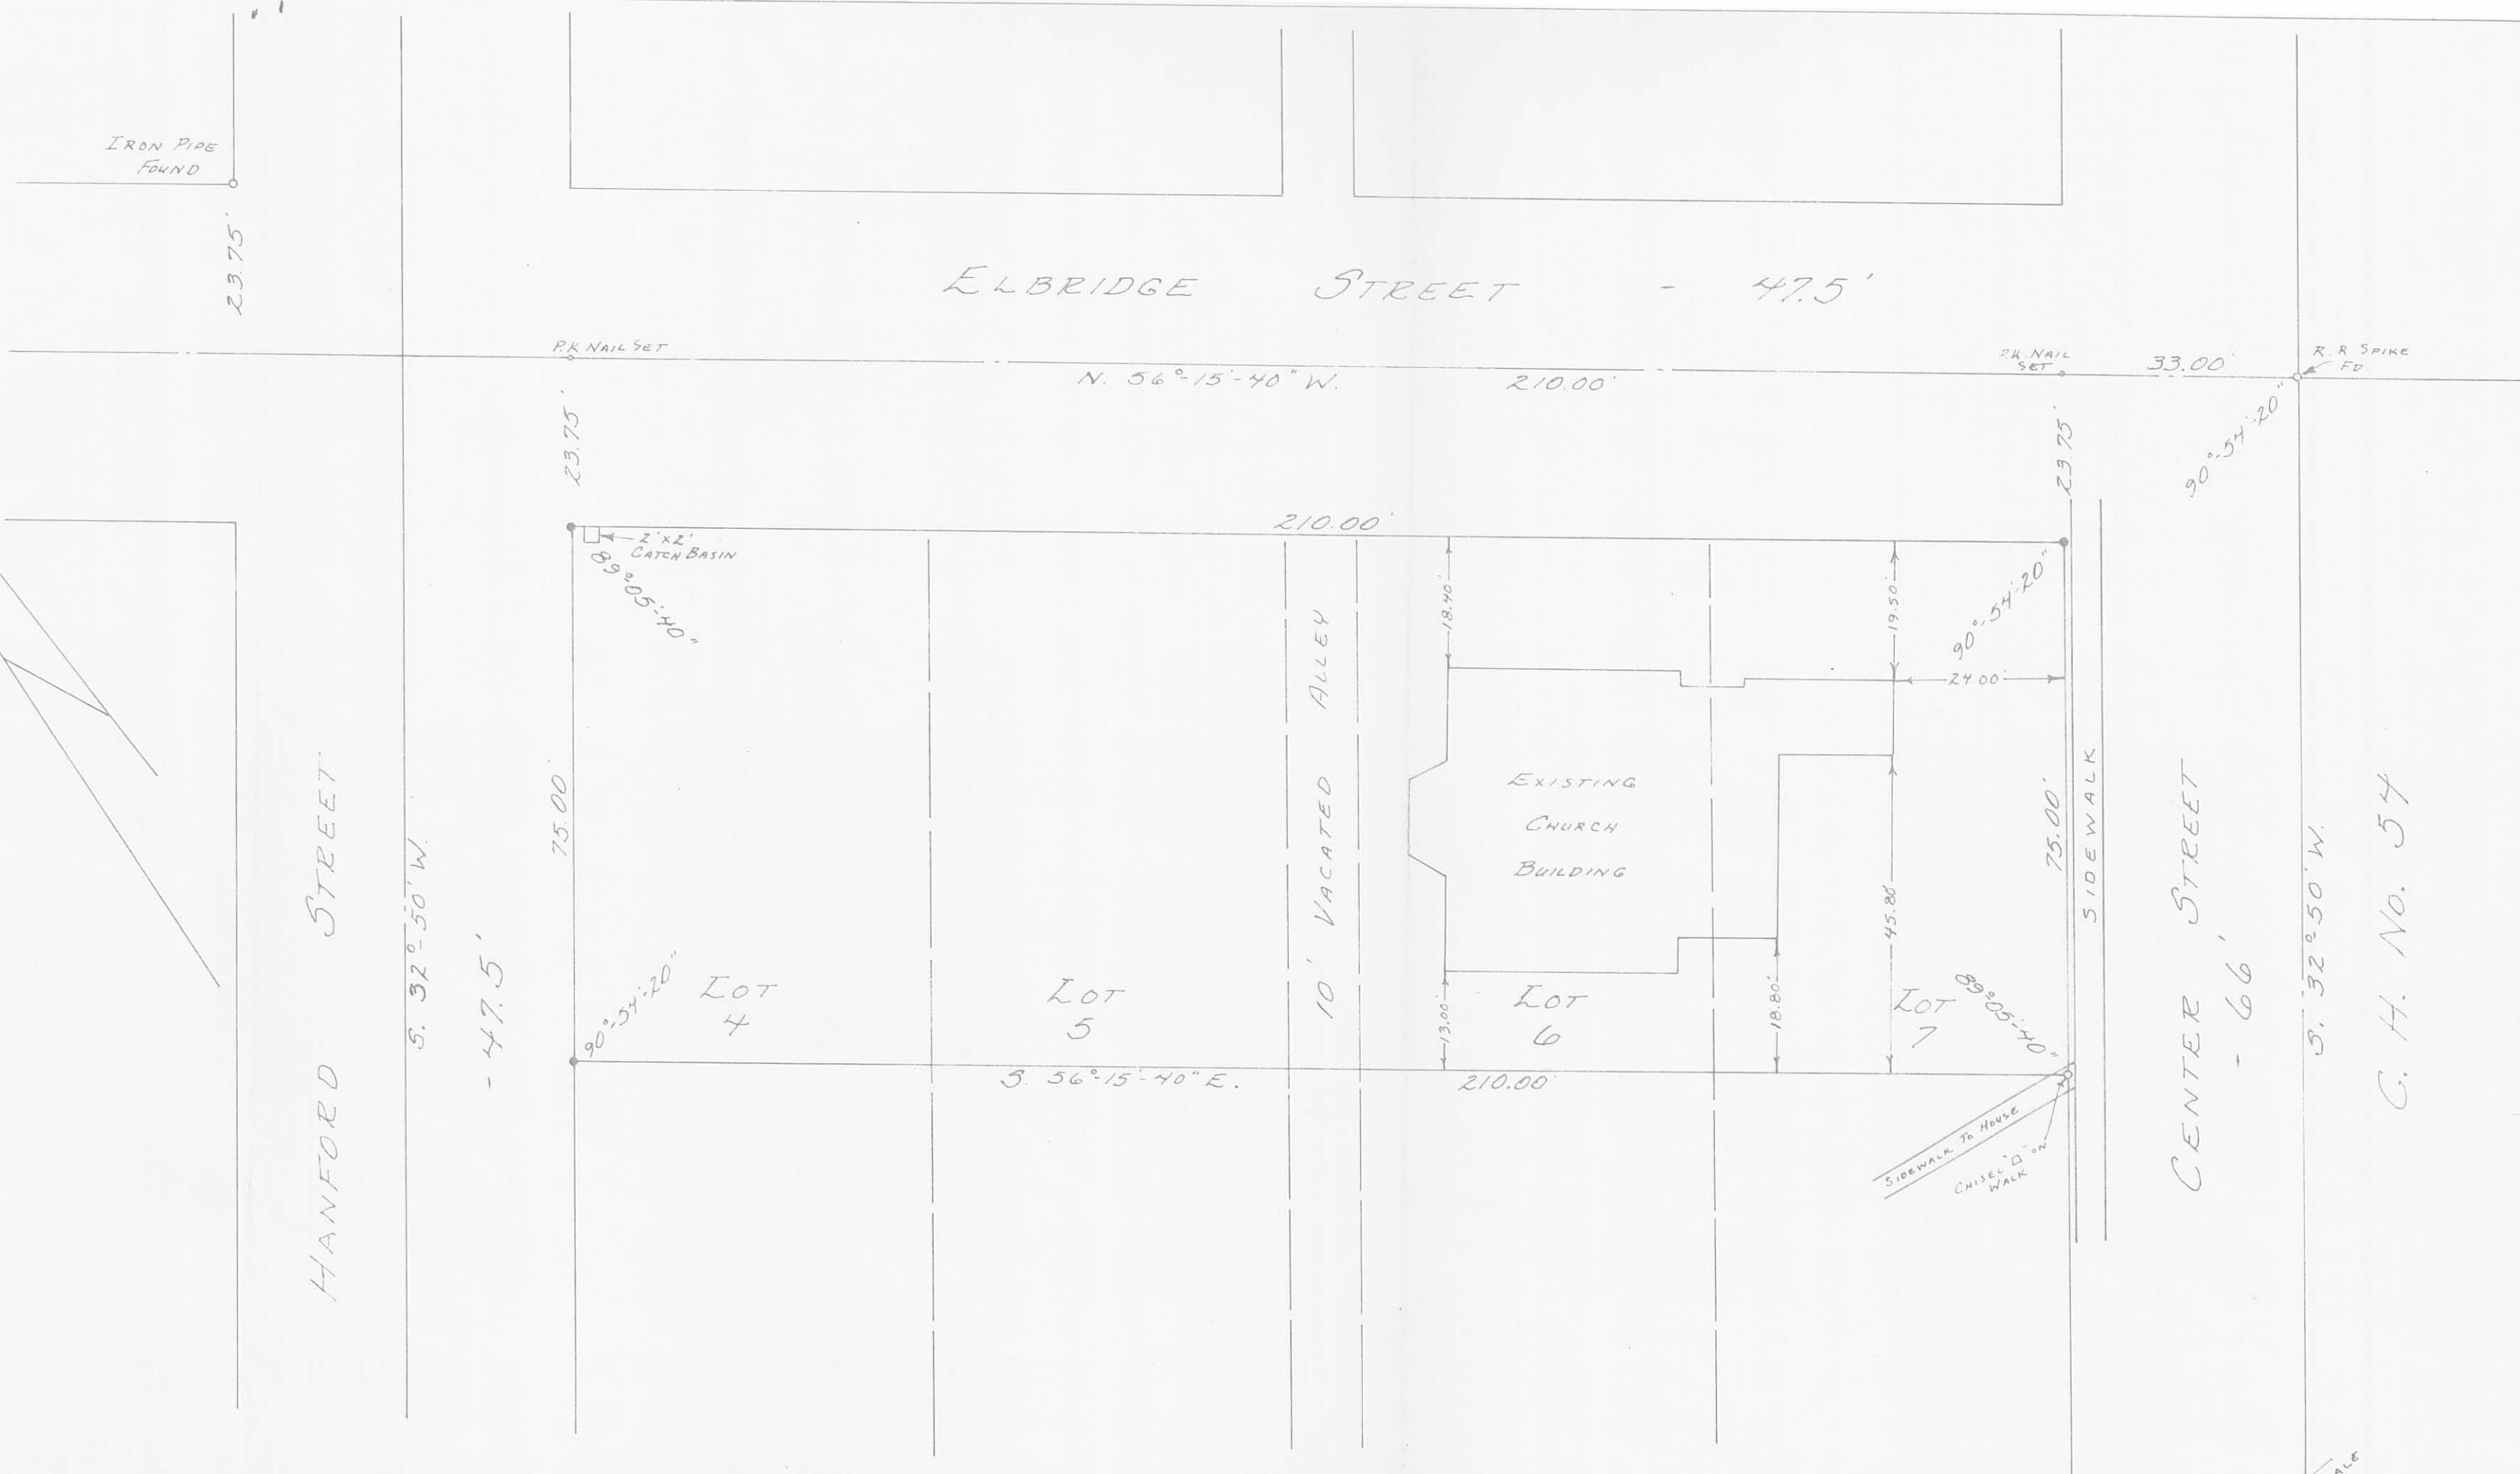 IRON PIPE
FOUND
23.75'
ELBRIDGE STREET - 47.5'
P.K NAIL SET
N. 56°-15'-40" W. 210.00'
P.K. NAIL
SET
33.00'
R.R. SPIKE
FD.
23.75'
23.75'
90°-54'-20"
210.00'
2'x2'
CATCH BASIN
89°-05'-40"
18.40'
19.50'
90°-54'-20"
24.00
HANFORD STREET
- 47.5'
S. 32°-50' W.
75.00'
10' VACATED ALLEY
EXISTING
CHURCH
BUILDING
45.80'
75.00'
SIDEWALK
CENTER STREET
- 66'
S. 32°-50' W.
C. H. No. 54
90°-54'-20"
LOT
4
LOT
5
13.00'
LOT
6
18.80'
LOT
7
89°-05'-40"
S. 56°-15'-40" E. 210.00'
SIDEWALK TO HOUSE
CHISEL "□" ON
WALK